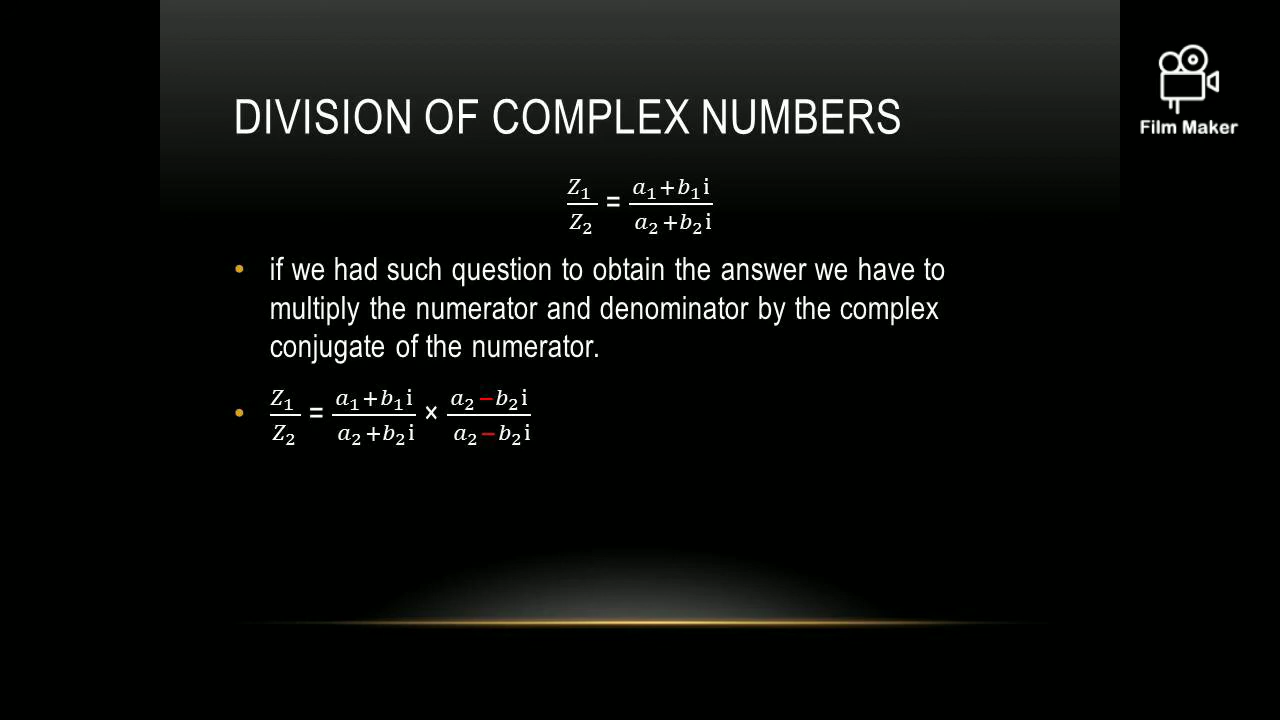 DIVISION OF COMPLEX NUMBERS
Film Maker
Z₁/Z₂ = (a₁+b₁i)/(a₂+b₂i)
• if we had such question to obtain the answer we have to
multiply the numerator and denominator by the complex
conjugate of the numerator.
• Z₁/Z₂ = (a₁+b₁i)/(a₂+b₂i) × (a₂−b₂i)/(a₂−b₂i)